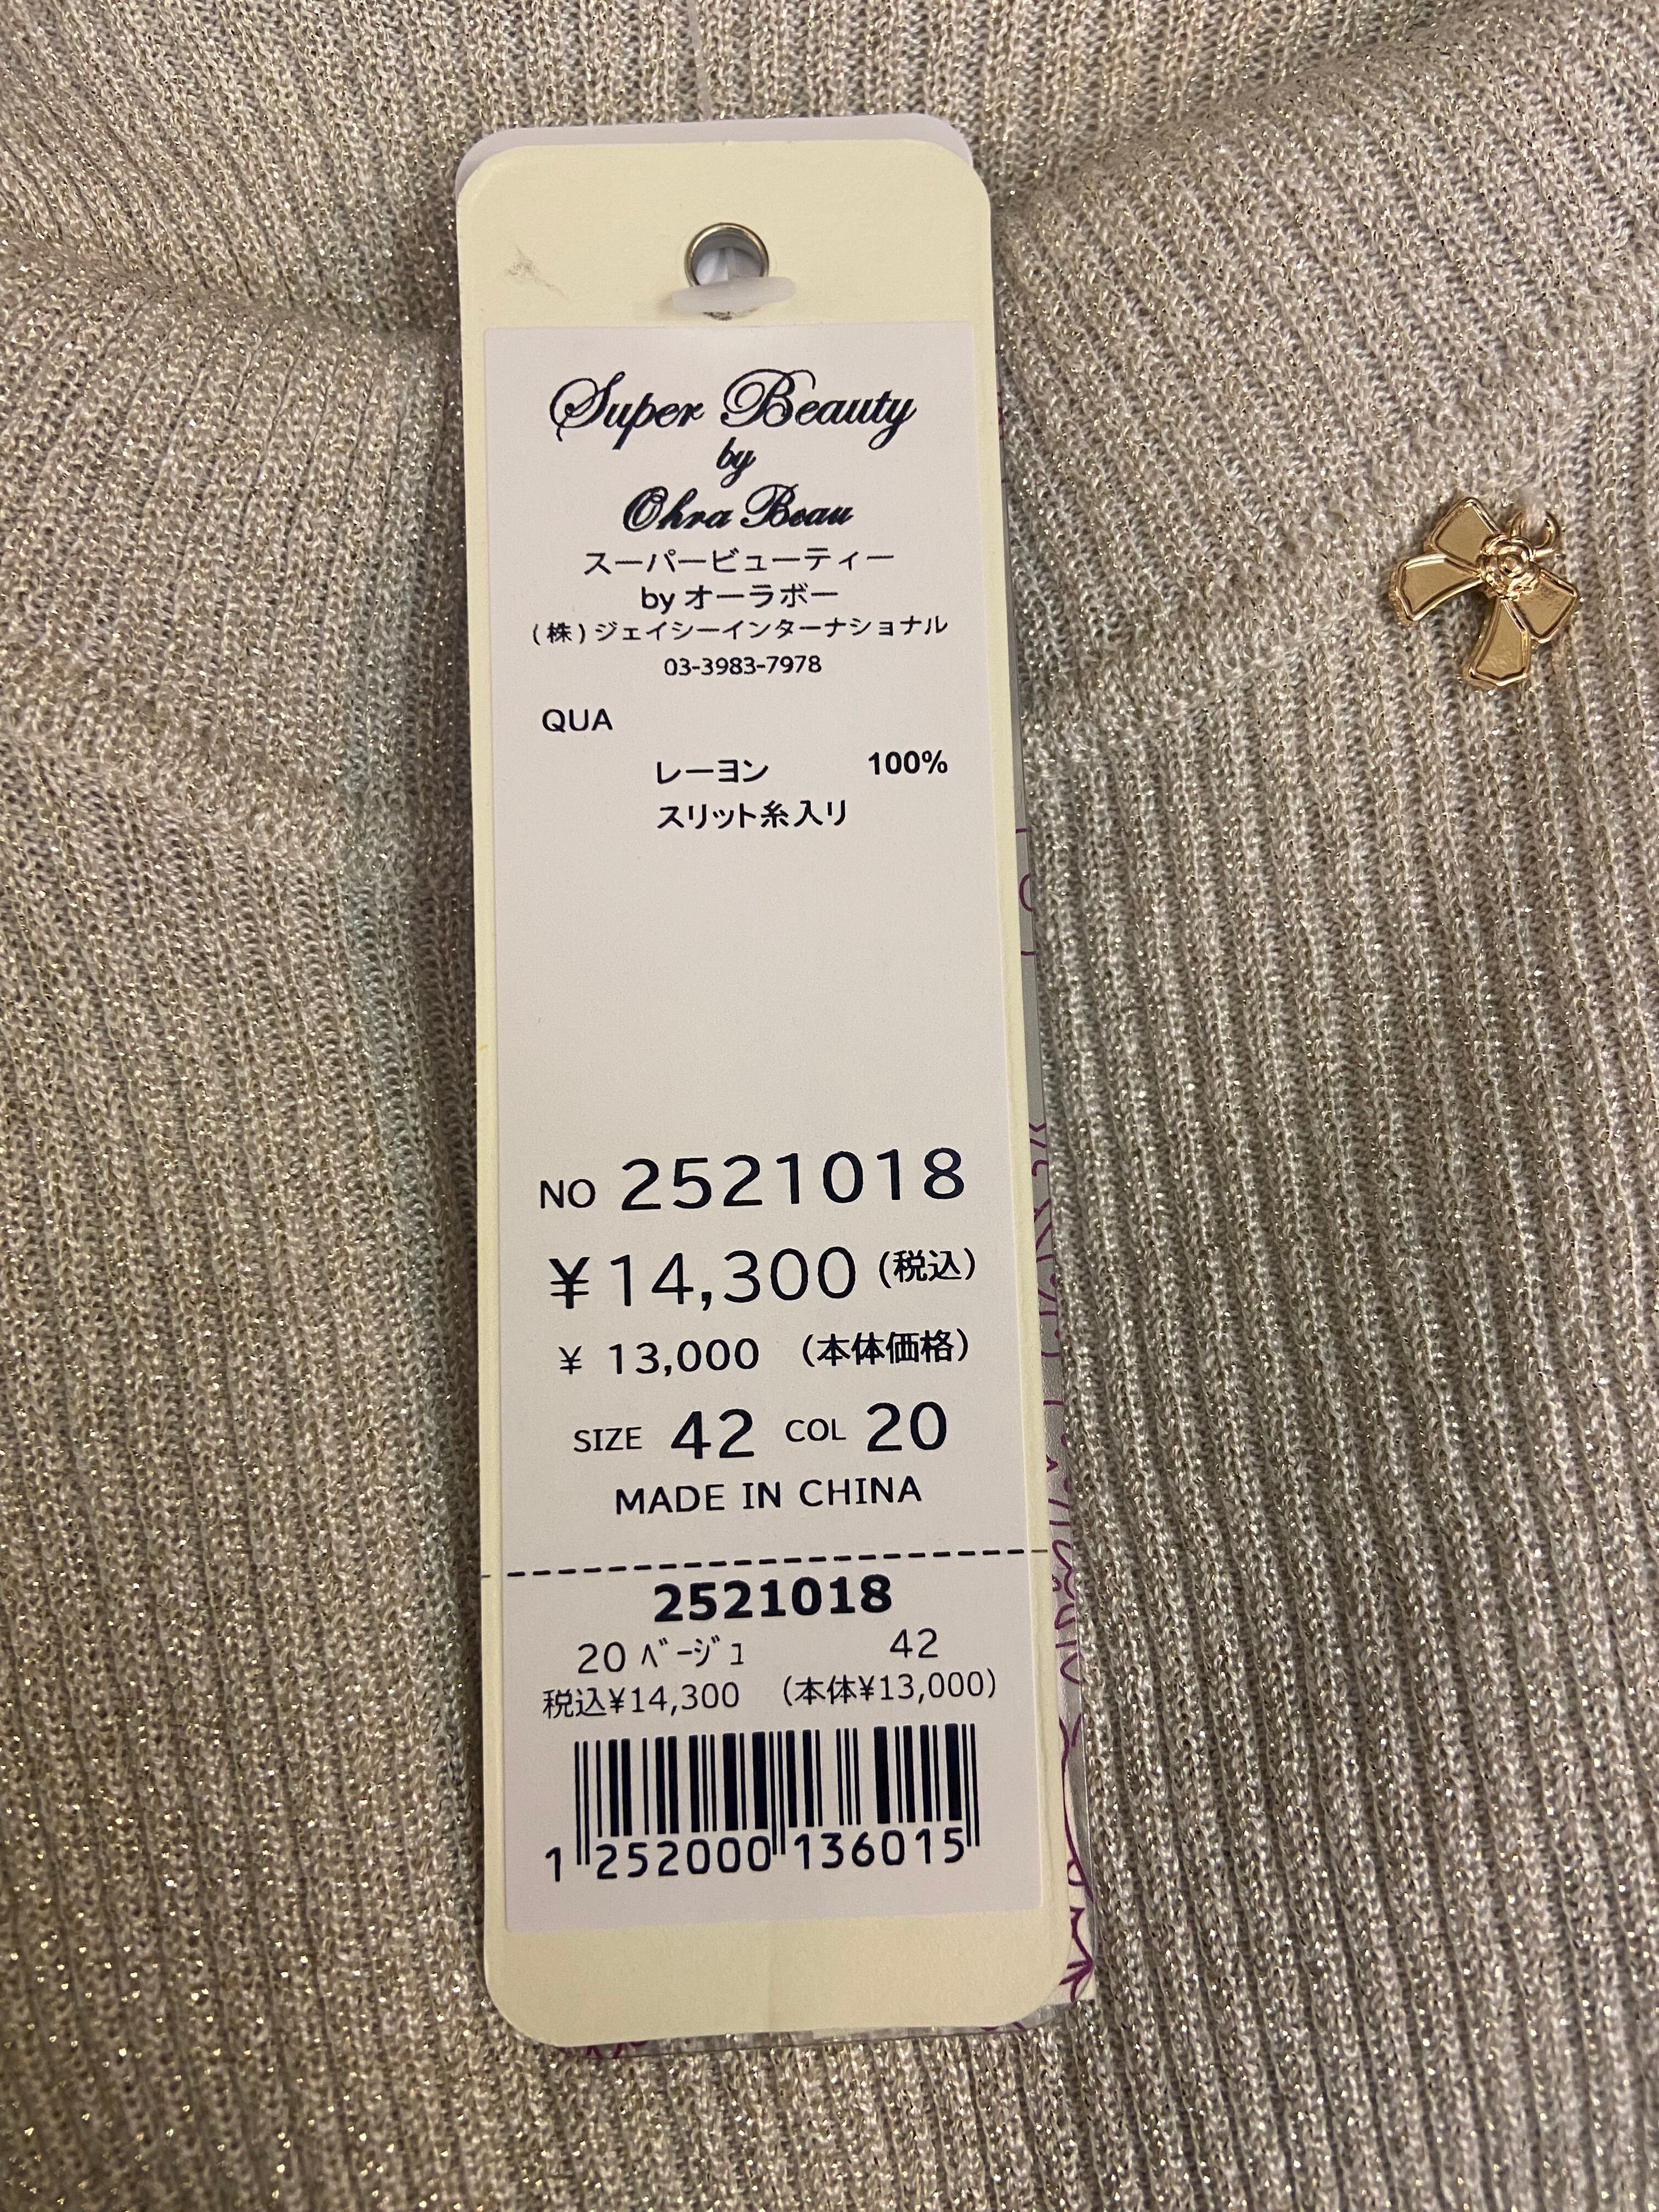 Super Beauty
by
Ohra Beau
スーパービューティー
by オーラボー
(株)ジェイシーインターナショナル
03-3983-7978
QUA
レーヨン 100%
スリット糸入り
NO 2521018
¥14,300 (税込)
¥ 13,000 (本体価格)
SIZE 42 COL 20
MADE IN CHINA
2521018
20 ﾍﾞｰｼﾞｭ 42
税込¥14,300 (本体¥13,000)
1 252000 136015